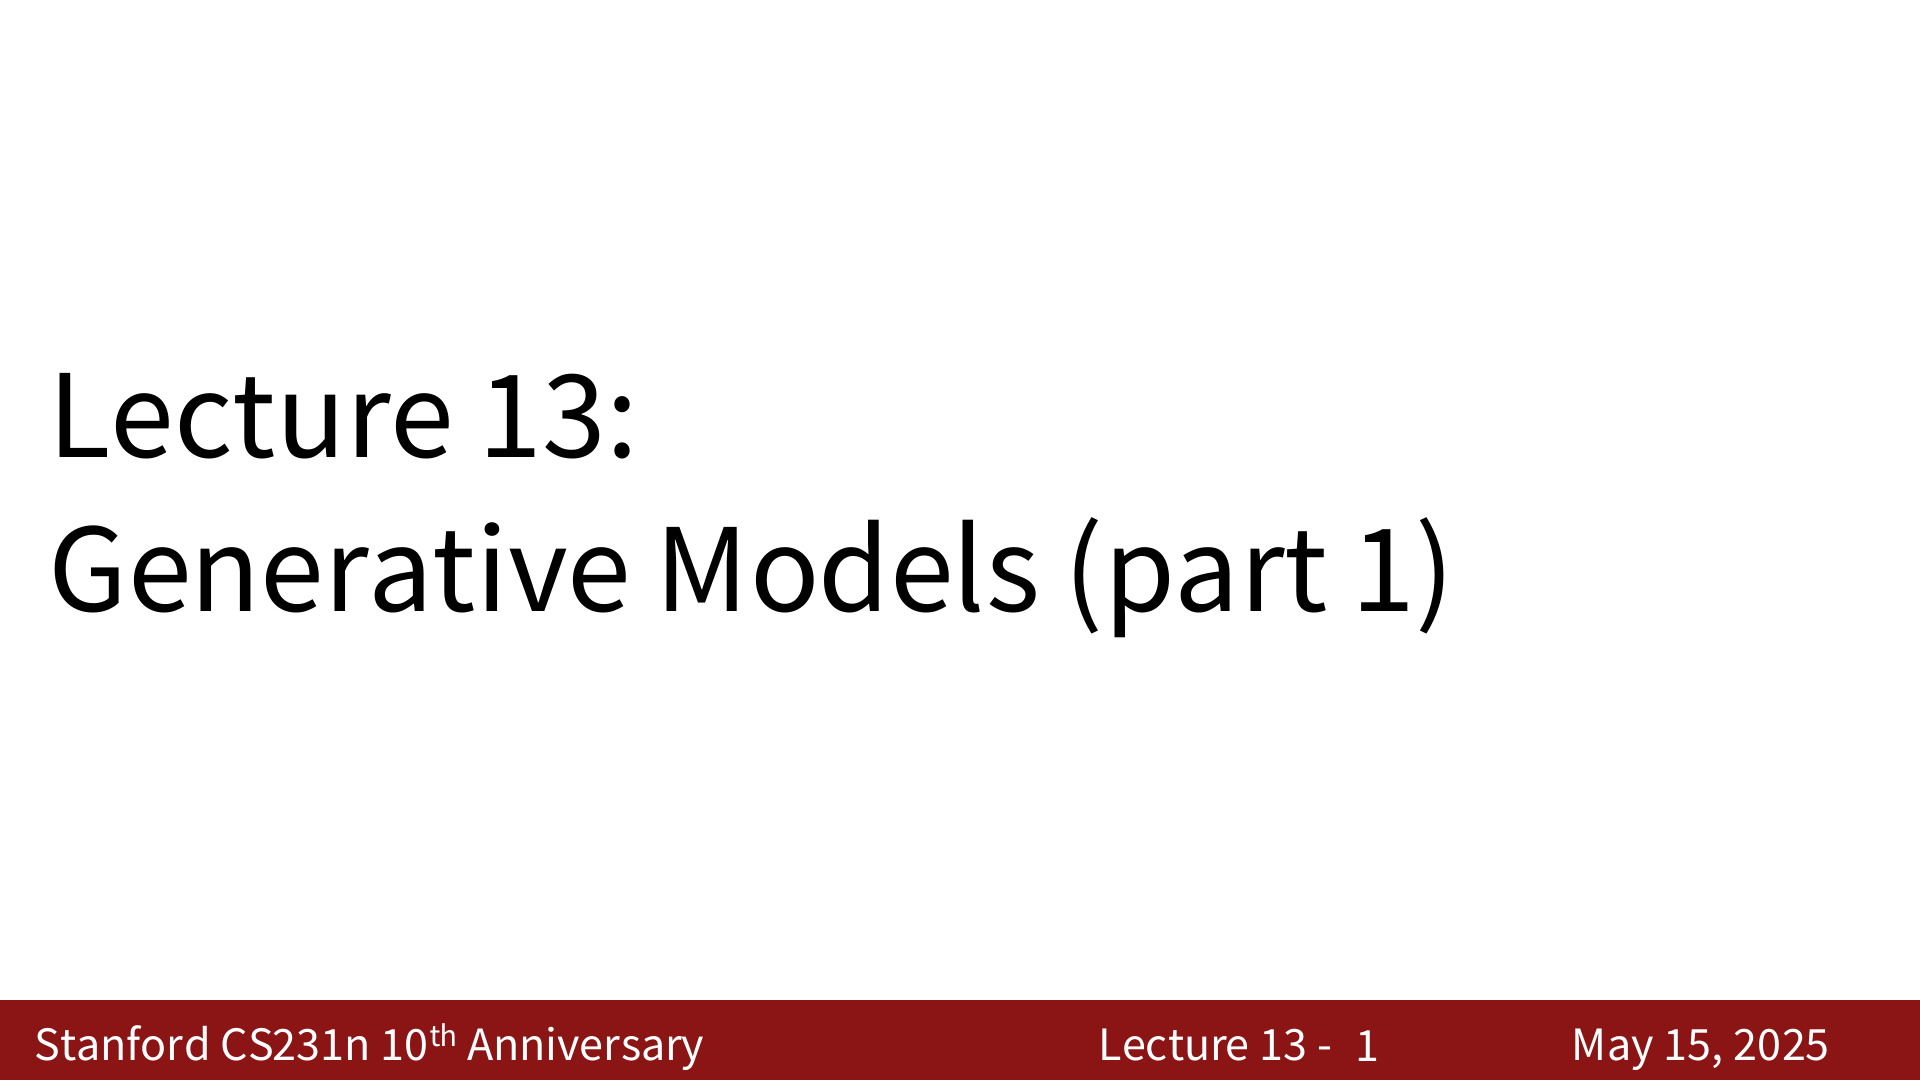 Lecture 13:
Generative Models (part 1)
Stanford CS231n 10th Anniversary
Lecture 13 - 1
May 15, 2025